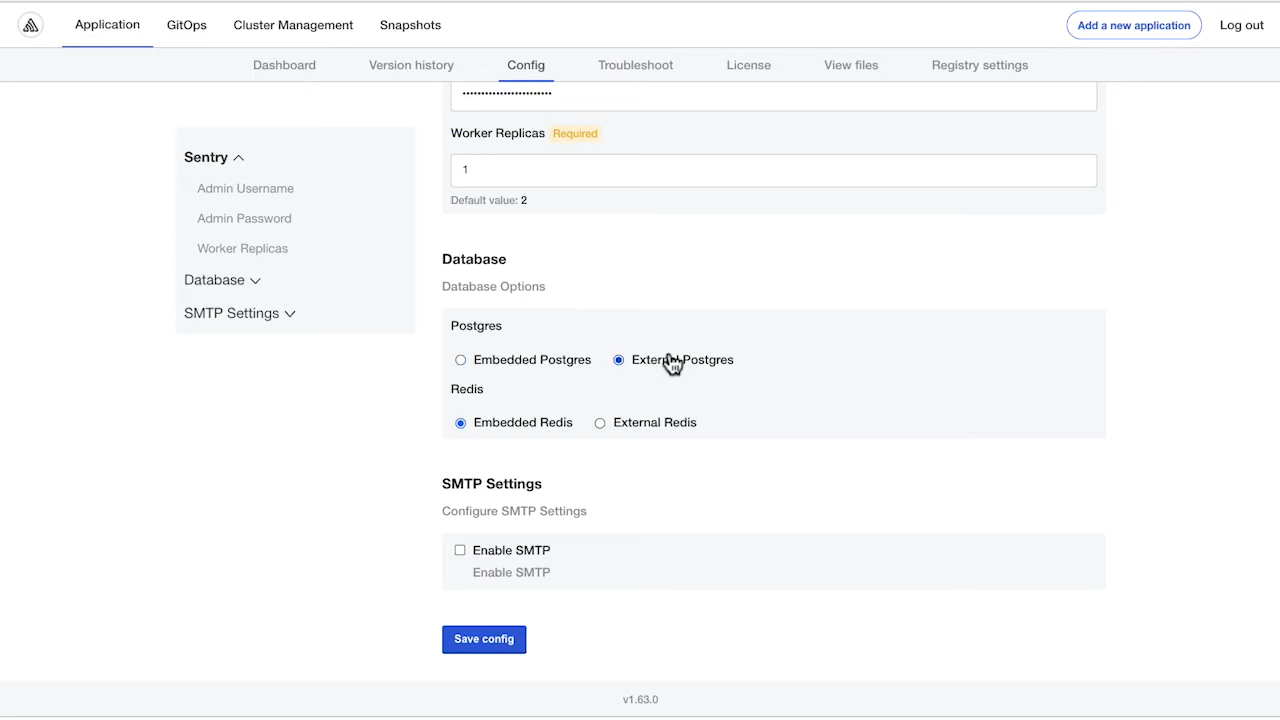 Application GitOps Cluster Management Snapshots Add a new application Log out
Dashboard Version history Config Troubleshoot License View files Registry settings
Sentry
Admin Username
Admin Password
Worker Replicas
Database
SMTP Settings
••••••••••••••••••••••••
Worker Replicas Required
1
Default value: 2
Database
Database Options
Postgres
Embedded Postgres External Postgres
Redis
Embedded Redis External Redis
SMTP Settings
Configure SMTP Settings
Enable SMTP
Enable SMTP
Save config
v1.63.0